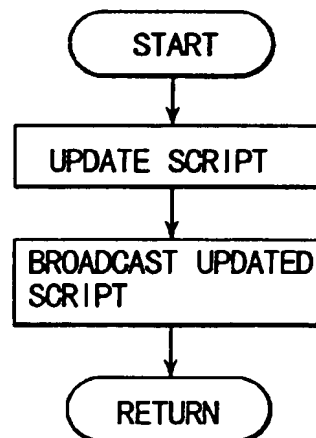 START
UPDATE SCRIPT
BROADCAST UPDATED
SCRIPT
RETURN